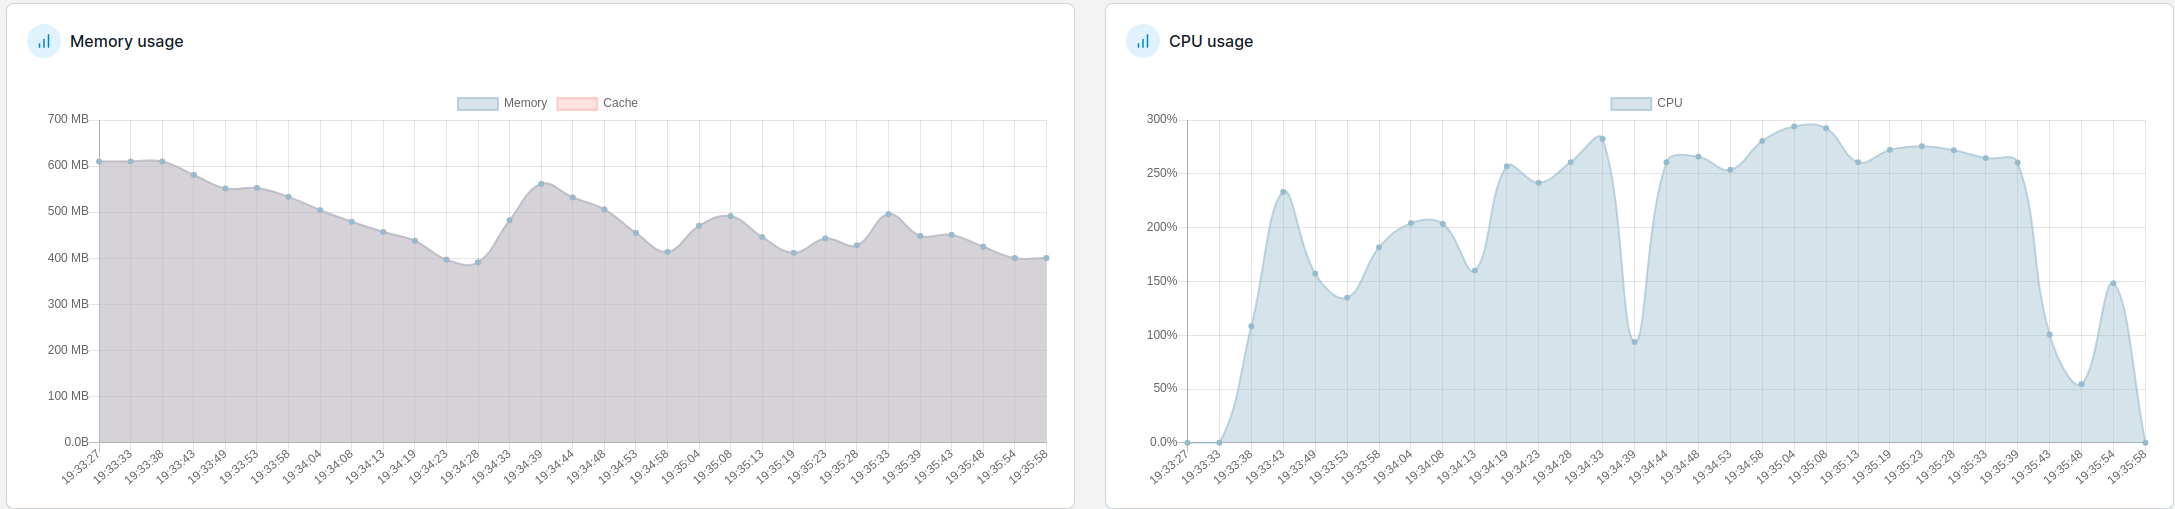 Memory usage
Memory Cache
700 MB
600 MB
500 MB
400 MB
300 MB
200 MB
100 MB
0.0B
19:33:27 19:33:33 19:33:38 19:33:43 19:33:49 19:33:53 19:33:58 19:34:04 19:34:08 19:34:13 19:34:19 19:34:23 19:34:28 19:34:33 19:34:39 19:34:44 19:34:48 19:34:53 19:34:58 19:35:04 19:35:08 19:35:13 19:35:19 19:35:23 19:35:28 19:35:33 19:35:39 19:35:43 19:35:48 19:35:54 19:35:58
CPU usage
CPU
300%
250%
200%
150%
100%
50%
0.0%
19:33:27 19:33:33 19:33:38 19:33:43 19:33:49 19:33:53 19:33:58 19:34:04 19:34:08 19:34:13 19:34:19 19:34:23 19:34:28 19:34:33 19:34:39 19:34:44 19:34:48 19:34:53 19:34:58 19:35:04 19:35:08 19:35:13 19:35:19 19:35:23 19:35:28 19:35:33 19:35:39 19:35:43 19:35:48 19:35:54 19:35:58